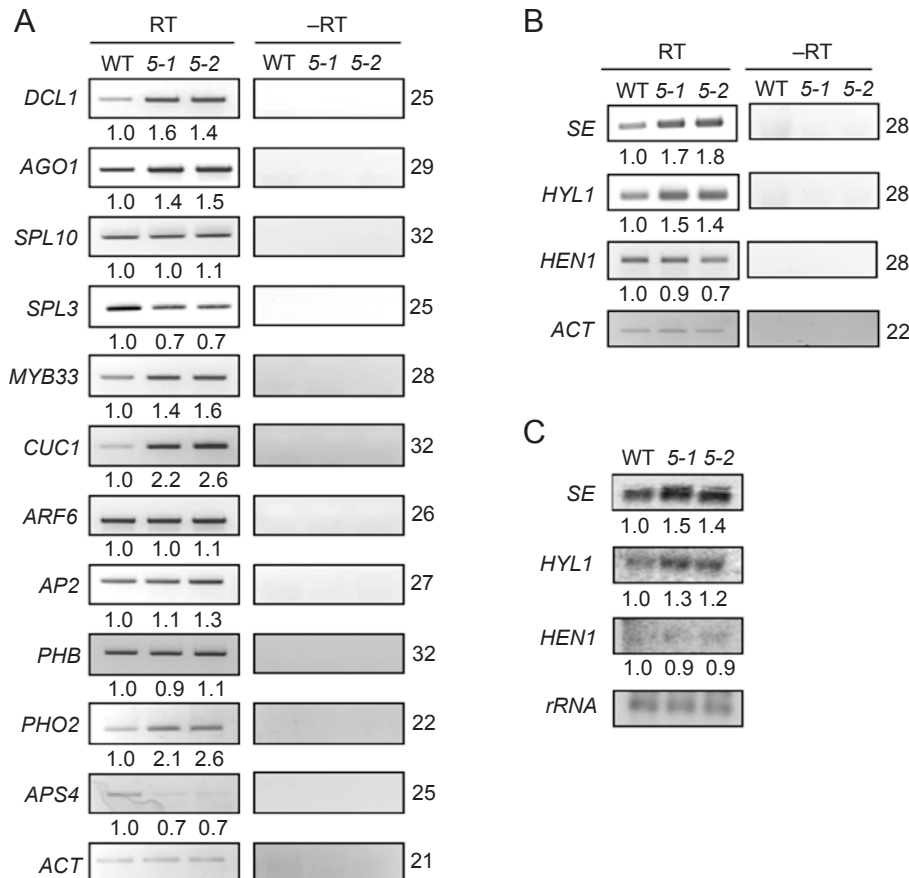 A
RT –RT
WT 5-1 5-2 WT 5-1 5-2
DCL1 25
1.0 1.6 1.4
AGO1 29
1.0 1.4 1.5
SPL10 32
1.0 1.0 1.1
SPL3 25
1.0 0.7 0.7
MYB33 28
1.0 1.4 1.6
CUC1 32
1.0 2.2 2.6
ARF6 26
1.0 1.0 1.1
AP2 27
1.0 1.1 1.3
PHB 32
1.0 0.9 1.1
PHO2 22
1.0 2.1 2.6
APS4 25
1.0 0.7 0.7
ACT 21
B
RT –RT
WT 5-1 5-2 WT 5-1 5-2
SE 28
1.0 1.7 1.8
HYL1 28
1.0 1.5 1.4
HEN1 28
1.0 0.9 0.7
ACT 22
C
WT 5-1 5-2
SE
1.0 1.5 1.4
HYL1
1.0 1.3 1.2
HEN1
1.0 0.9 0.9
rRNA